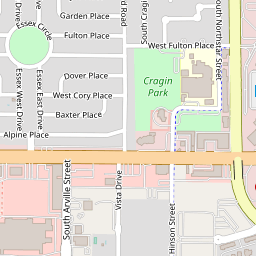 Garden Place
Essex Circle
Fulton Place
d Road
South Cragin
South Northstar Street
West Fulton Place
Dover Place
West Cory Place
Baxter Place
Cragin
Park
Essex West Drive
Essex East Drive
Alpine Place
South Arville Street
Vista Drive
Hinson Street